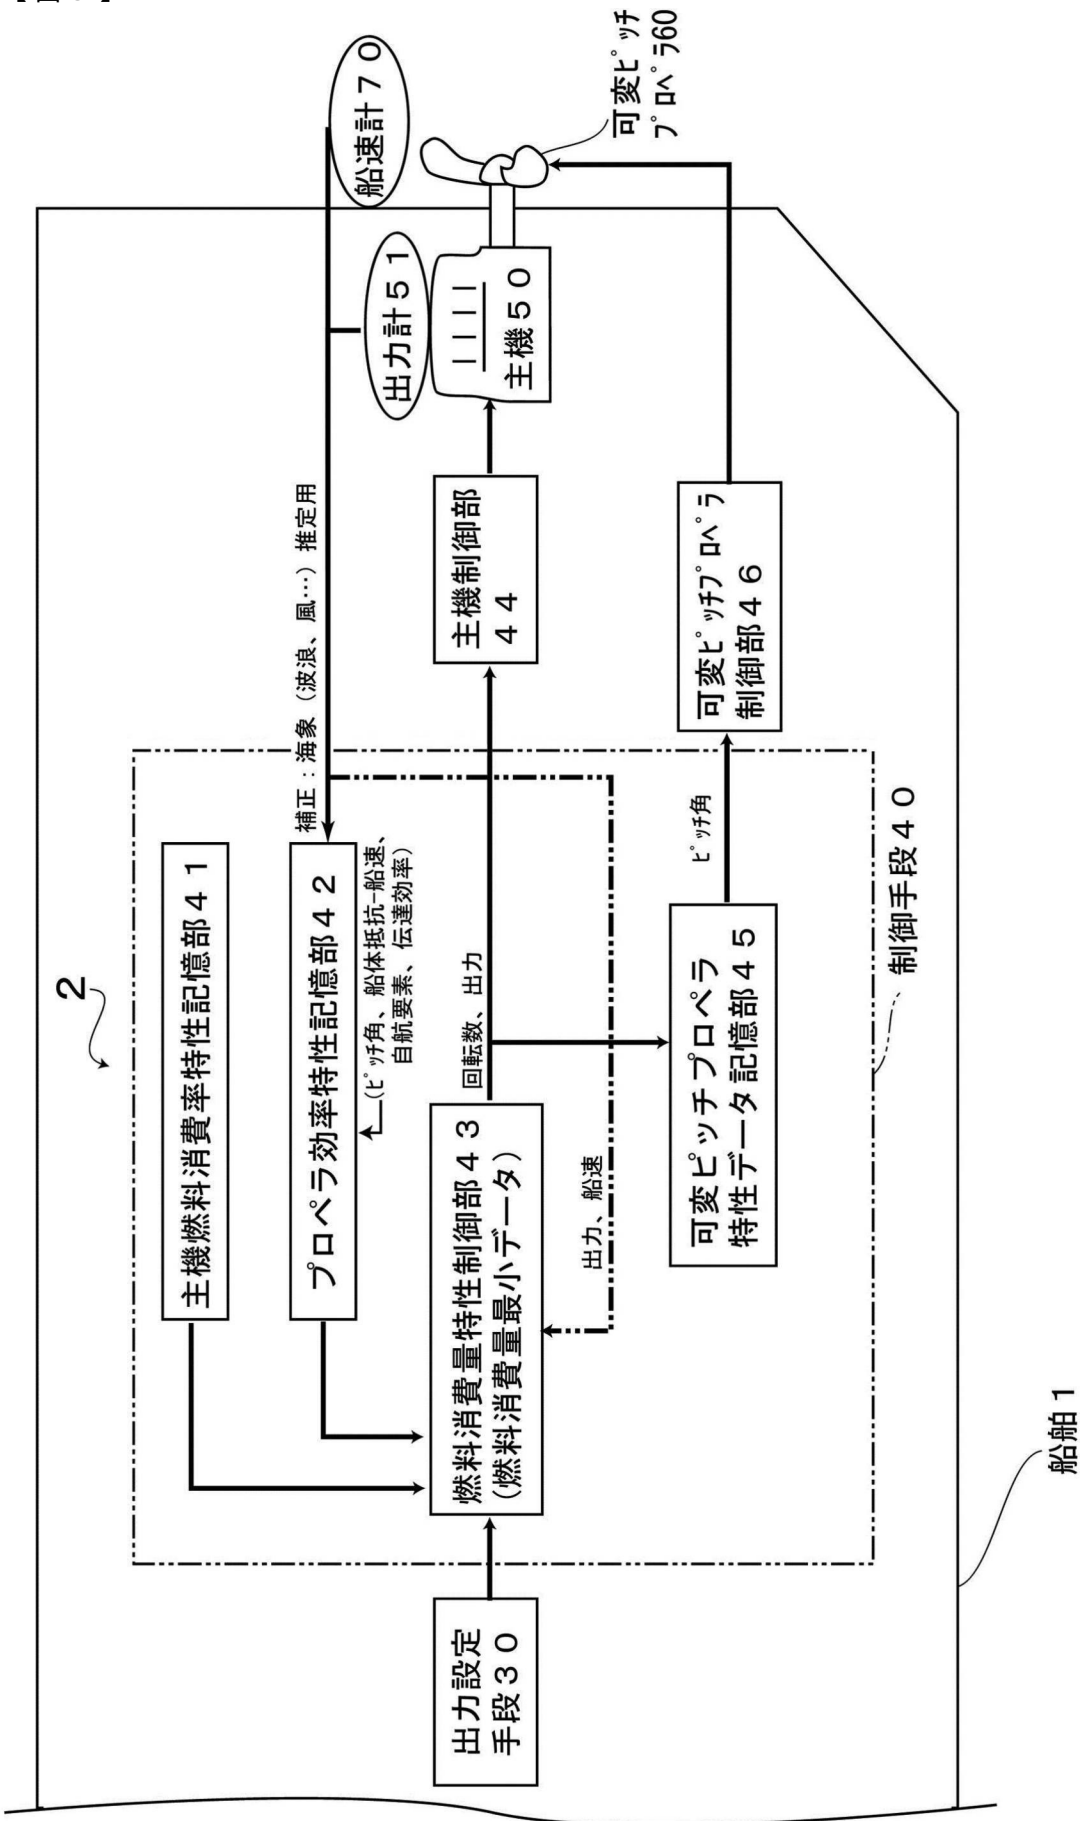 2
主機燃料消費率特性記憶部41
プロペラ効率特性記憶部42
(ﾋﾟｯﾁ角、船体抵抗-船速、
自航要素、伝達効率)
補正：海象（波浪、風…）推定用
船速計70
出力計51
出力設定
手段30
燃料消費量特性制御部43
（燃料消費量最小データ）
回転数、出力
主機制御部
44
主機50
可変ﾋﾟｯﾁ
ﾌﾟﾛﾍﾟﾗ60
出力、船速
可変ピッチプロペラ
特性データ記憶部45
ﾋﾟｯﾁ角
可変ﾋﾟｯﾁﾌﾟﾛﾍﾟﾗ
制御部46
制御手段40
船舶1